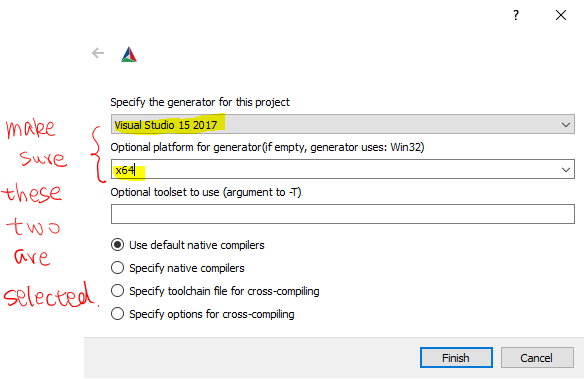 ?
Specify the generator for this project
Visual Studio 15 2017
Optional platform for generator(if empty, generator uses: Win32)
x64
Optional toolset to use (argument to -T)
Use default native compilers
Specify native compilers
Specify toolchain file for cross-compiling
Specify options for cross-compiling
Finish
Cancel
make
sure
these
two
are
selected.